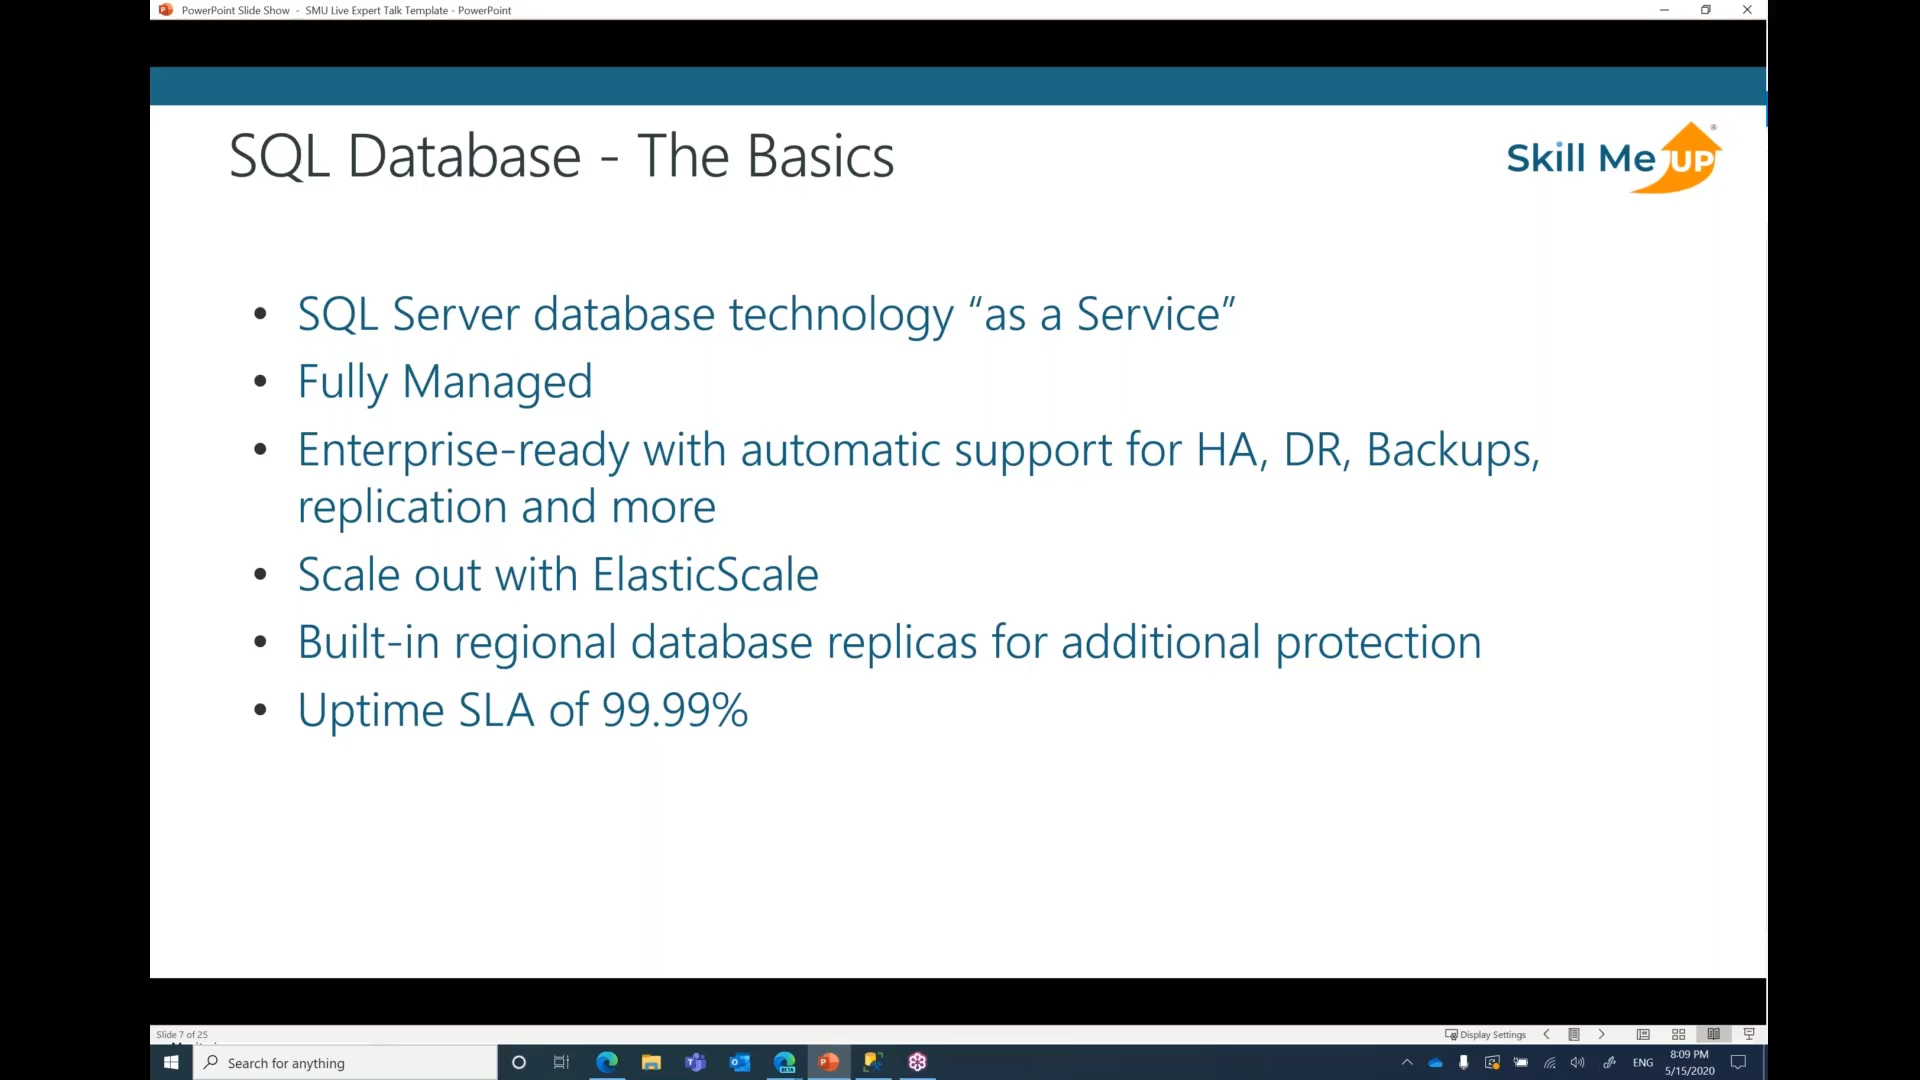 PowerPoint Slide Show - SMU Live Expert Talk Template - PowerPoint
SQL Database - The Basics
Skill Me UP®
• SQL Server database technology “as a Service”
• Fully Managed
• Enterprise-ready with automatic support for HA, DR, Backups,
replication and more
• Scale out with ElasticScale
• Built-in regional database replicas for additional protection
• Uptime SLA of 99.99%
Slide 7 of 25
Display Settings
Search for anything
BETA
ENG
8:09 PM
5/15/2020